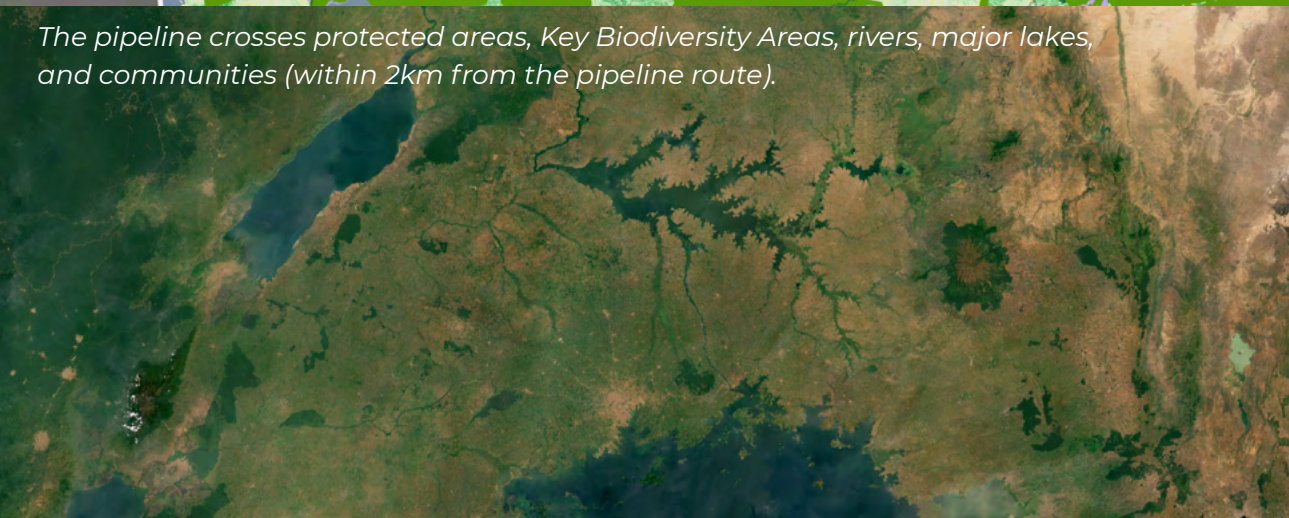 The pipeline crosses protected areas, Key Biodiversity Areas, rivers, major lakes,
and communities (within 2km from the pipeline route).